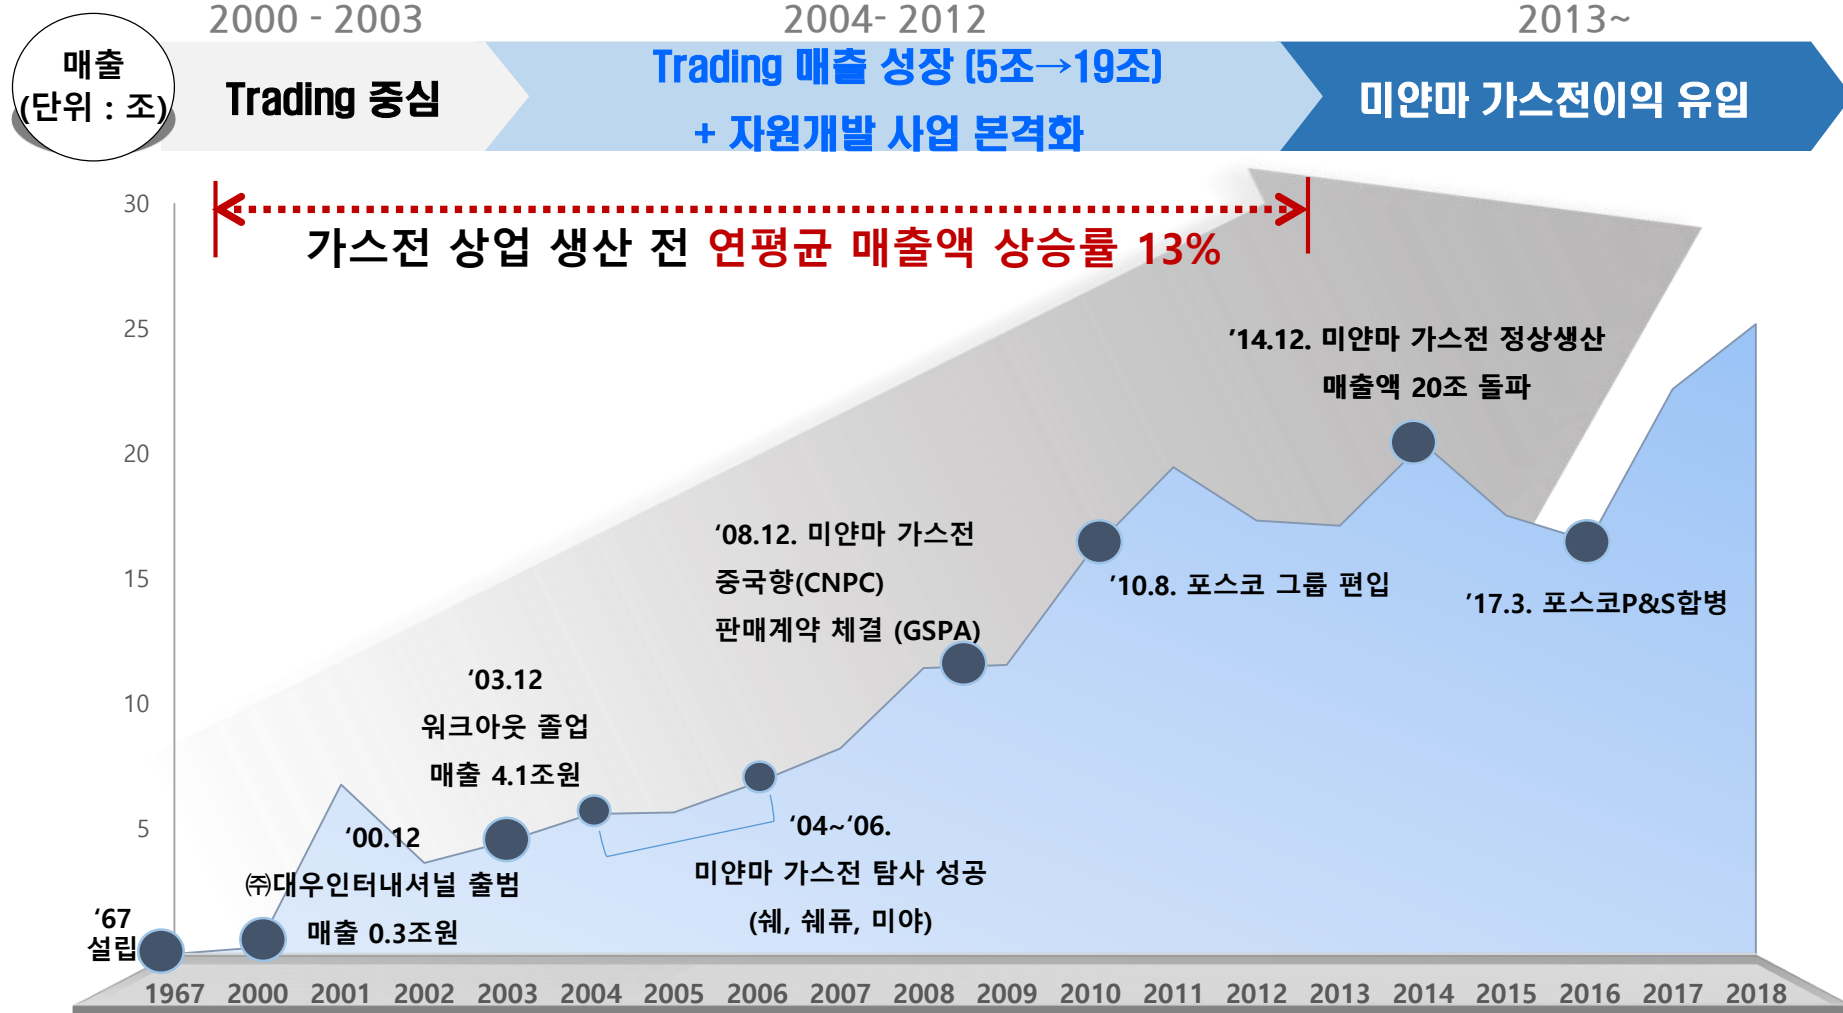 2000 - 2003
2004- 2012
2013~
매출
(단위 : 조)
Trading 중심
Trading 매출 성장 (5조→19조)
+ 자원개발 사업 본격화
미얀마 가스전이익 유입
가스전 상업 생산 전 연평균 매출액 상승률 13%
30
25
20
15
10
5
’14.12. 미얀마 가스전 정상생산
매출액 20조 돌파
‘08.12. 미얀마 가스전
중국향(CNPC)
판매계약 체결 (GSPA)
’10.8. 포스코 그룹 편입
’17.3. 포스코P&S합병
‘03.12
워크아웃 졸업
매출 4.1조원
‘04~‘06.
미얀마 가스전 탐사 성공
(쉐, 쉐퓨, 미야)
‘00.12
㈜대우인터내셔널 출범
매출 0.3조원
‘67
설립
1967 2000 2001 2002 2003 2004 2005 2006 2007 2008 2009 2010 2011 2012 2013 2014 2015 2016 2017 2018